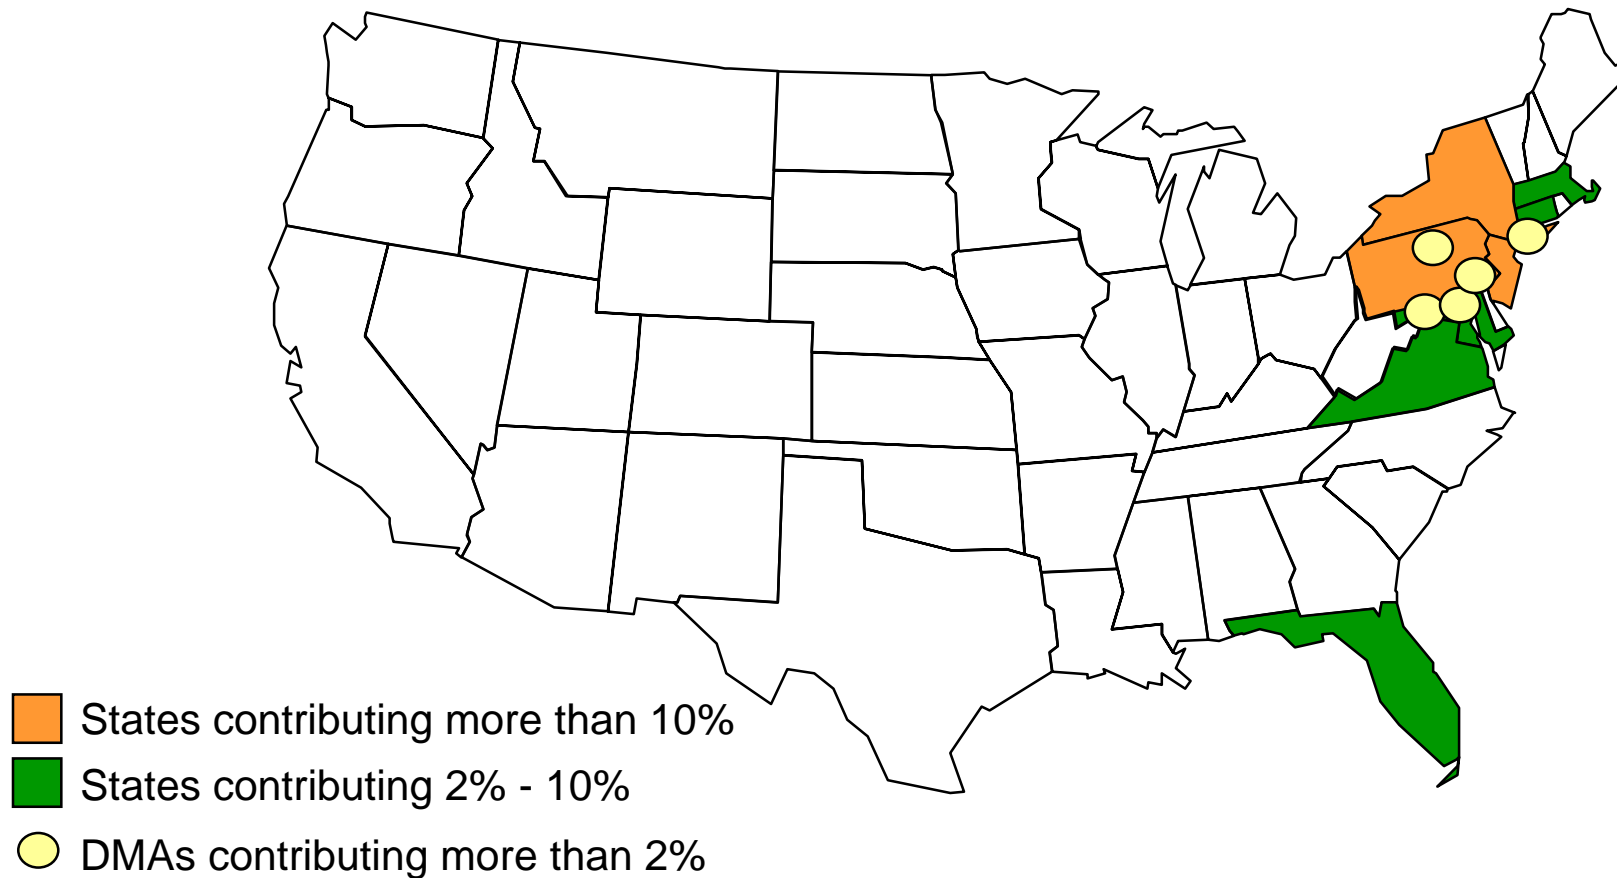 States contributing more than 10%
States contributing 2% - 10%
DMAs contributing more than 2%